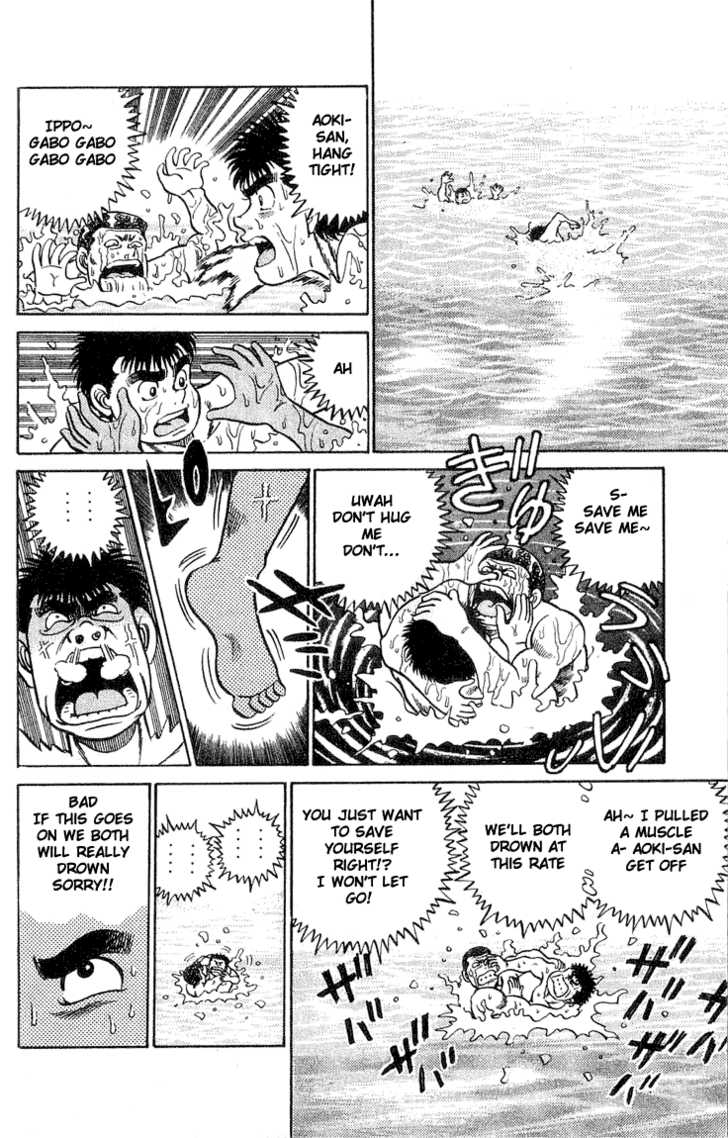 AOKI-
SAN,
HANG
TIGHT!
IPPO~
GABO GABO
GABO GABO
AH
S-
SAVE ME
SAVE ME~
ぎゅ
UWAH
DON'T HUG
ME
DON'T...
AH~ I PULLED
A MUSCLE
A- AOKI-SAN
GET OFF
WE'LL BOTH
DROWN AT
THIS RATE
YOU JUST WANT
TO SAVE
YOURSELF
RIGHT!?
I WON'T LET
GO!
BAD
IF THIS GOES
ON WE BOTH
WILL REALLY
DROWN
SORRY!!